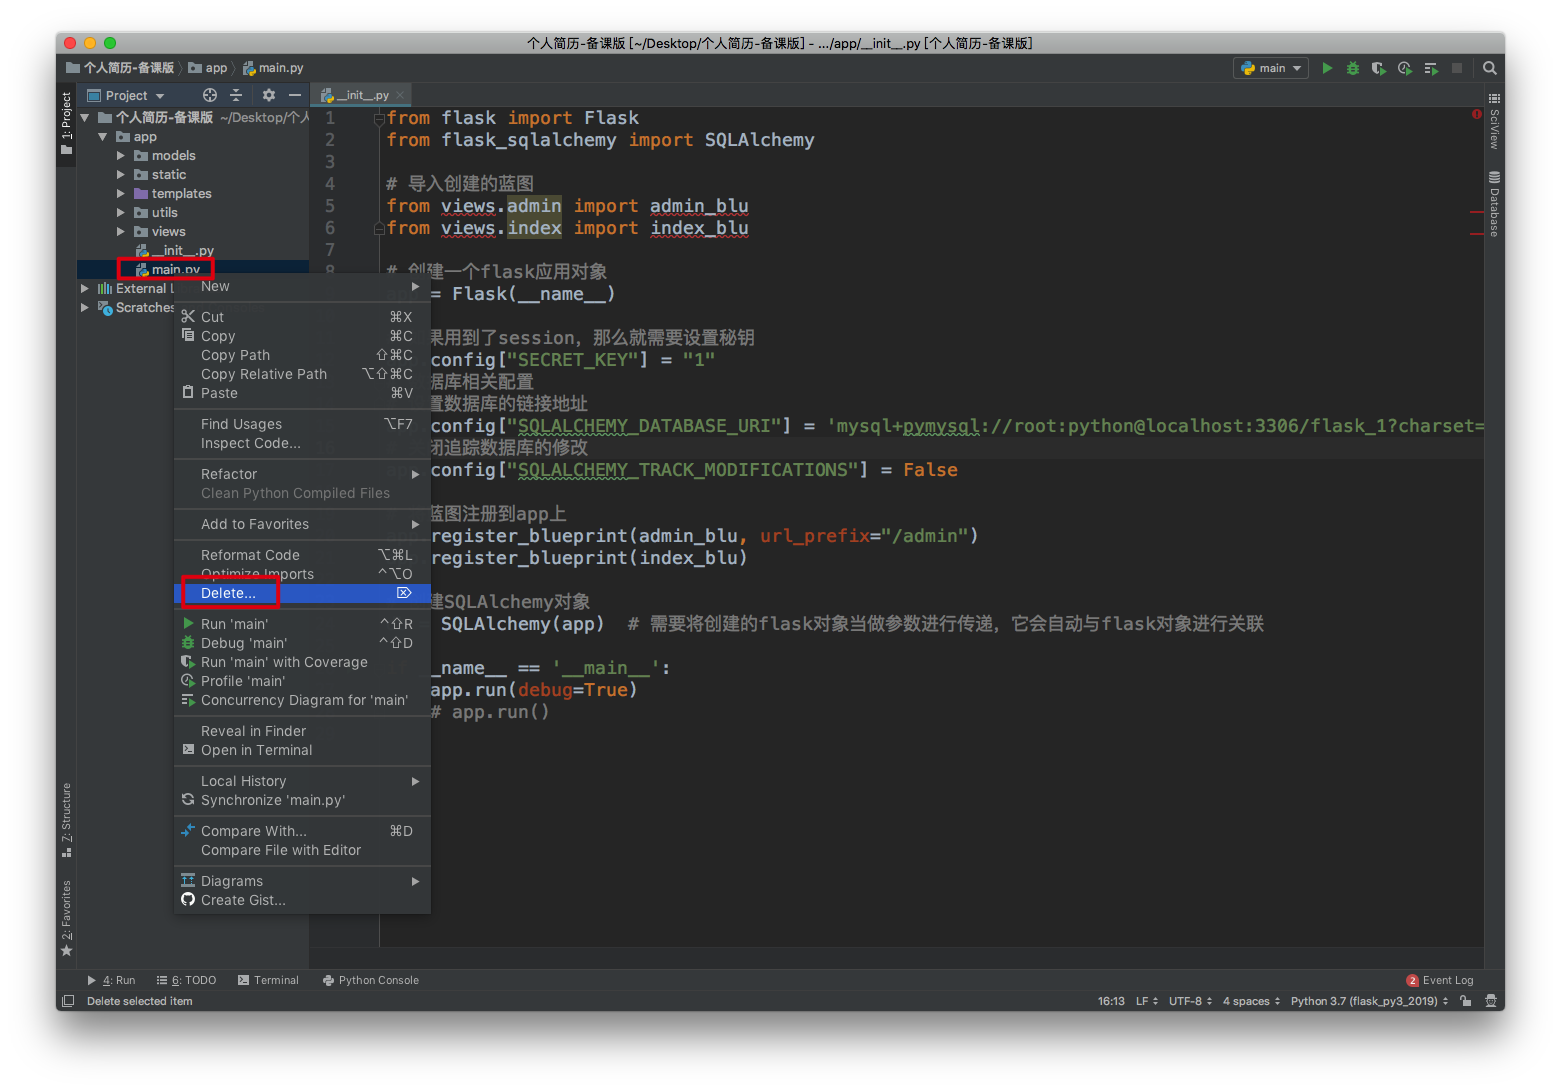 个人简历-备课版 [~/Desktop/个人简历-备课版] - .../app/__init__.py [个人简历-备课版]
个人简历-备课版 app main.py
main
Project
__init__.py
1: Project
个人简历-备课版 ~/Desktop/个人
app
models
static
templates
utils
views
__init__.py
main.py
External L
Scratches
1 from flask import Flask
2 from flask_sqlalchemy import SQLAlchemy
3
4 # 导入创建的蓝图
5 from views.admin import admin_blu
6 from views.index import index_blu
7
8 # 创建一个flask应用对象
= Flask(__name__)
果用到了session, 那么就需要设置秘钥
config["SECRET_KEY"] = "1"
据库相关配置
置数据库的链接地址
config["SQLALCHEMY_DATABASE_URI"] = 'mysql+pymysql://root:python@localhost:3306/flask_1?charset=
闭追踪数据库的修改
config["SQLALCHEMY_TRACK_MODIFICATIONS"] = False
蓝图注册到app上
register_blueprint(admin_blu, url_prefix="/admin")
register_blueprint(index_blu)
建SQLAlchemy对象
SQLAlchemy(app) # 需要将创建的flask对象当做参数进行传递, 它会自动与flask对象进行关联
__name__ == '__main__':
app.run(debug=True)
# app.run()
New
Cut ⌘X
Copy ⌘C
Copy Path ⇧⌘C
Copy Relative Path ⌥⇧⌘C
Paste ⌘V
Find Usages ⌥F7
Inspect Code...
Refactor
Clean Python Compiled Files
Add to Favorites
Reformat Code ⌥⌘L
Optimize Imports ^⌥O
Delete... ⌦
Run 'main' ^⇧R
Debug 'main' ^⇧D
Run 'main' with Coverage
Profile 'main'
Concurrency Diagram for 'main'
Reveal in Finder
Open in Terminal
Local History
Synchronize 'main.py'
Compare With... ⌘D
Compare File with Editor
Diagrams
Create Gist...
SciView
Database
7: Structure
2: Favorites
4: Run 6: TODO Terminal Python Console
2 Event Log
Delete selected item
16:13 LF UTF-8 4 spaces Python 3.7 (flask_py3_2019)